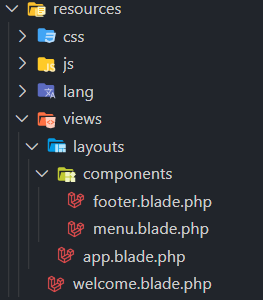 resources
css
js
lang
views
layouts
components
footer.blade.php
menu.blade.php
app.blade.php
welcome.blade.php